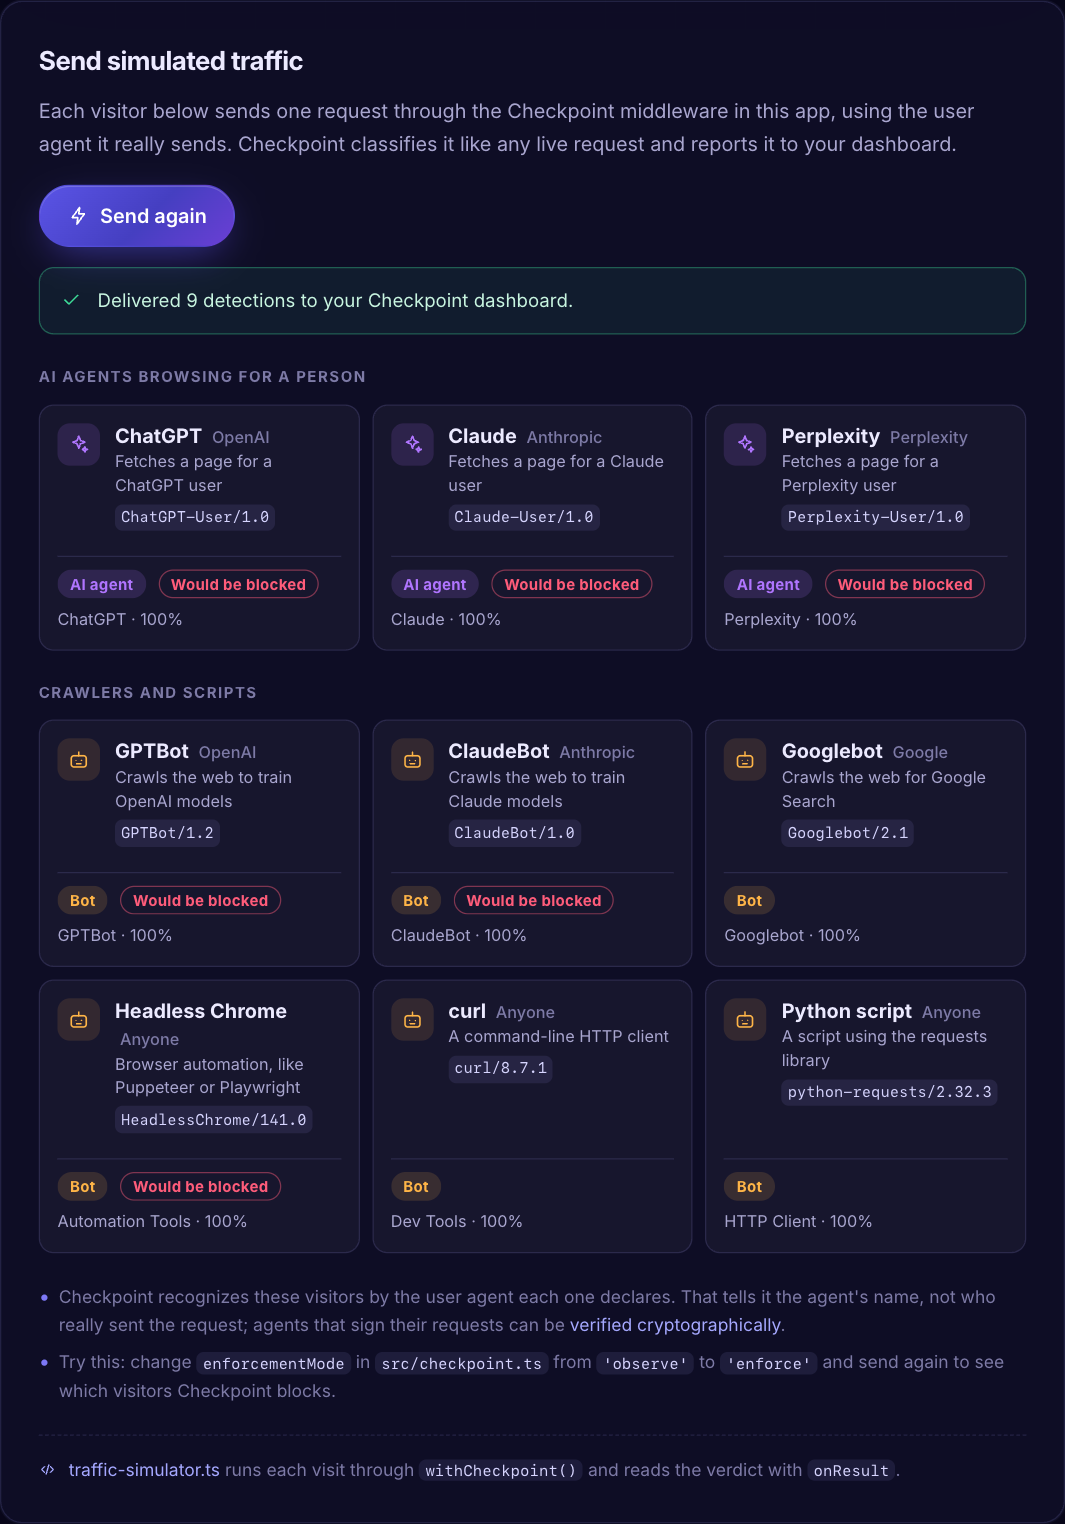 Send simulated traffic
Each visitor below sends one request through the Checkpoint middleware in this app, using the user
agent it really sends. Checkpoint classifies it like any live request and reports it to your dashboard.
Send again
Delivered 9 detections to your Checkpoint dashboard.
AI AGENTS BROWSING FOR A PERSON
ChatGPT OpenAI
Fetches a page for a
ChatGPT user
ChatGPT-User/1.0
AI agent Would be blocked
ChatGPT · 100%
Claude Anthropic
Fetches a page for a Claude
user
Claude-User/1.0
AI agent Would be blocked
Claude · 100%
Perplexity Perplexity
Fetches a page for a
Perplexity user
Perplexity-User/1.0
AI agent Would be blocked
Perplexity · 100%
CRAWLERS AND SCRIPTS
GPTBot OpenAI
Crawls the web to train
OpenAI models
GPTBot/1.2
Bot Would be blocked
GPTBot · 100%
ClaudeBot Anthropic
Crawls the web to train
Claude models
ClaudeBot/1.0
Bot Would be blocked
ClaudeBot · 100%
Googlebot Google
Crawls the web for Google
Search
Googlebot/2.1
Bot
Googlebot · 100%
Headless Chrome
Anyone
Browser automation, like
Puppeteer or Playwright
HeadlessChrome/141.0
Bot Would be blocked
Automation Tools · 100%
curl Anyone
A command-line HTTP client
curl/8.7.1
Bot
Dev Tools · 100%
Python script Anyone
A script using the requests
library
python-requests/2.32.3
Bot
HTTP Client · 100%
• Checkpoint recognizes these visitors by the user agent each one declares. That tells it the agent's name, not who
really sent the request; agents that sign their requests can be verified cryptographically.
• Try this: change enforcementMode in src/checkpoint.ts from 'observe' to 'enforce' and send again to see
which visitors Checkpoint blocks.
traffic-simulator.ts runs each visit through withCheckpoint() and reads the verdict with onResult.